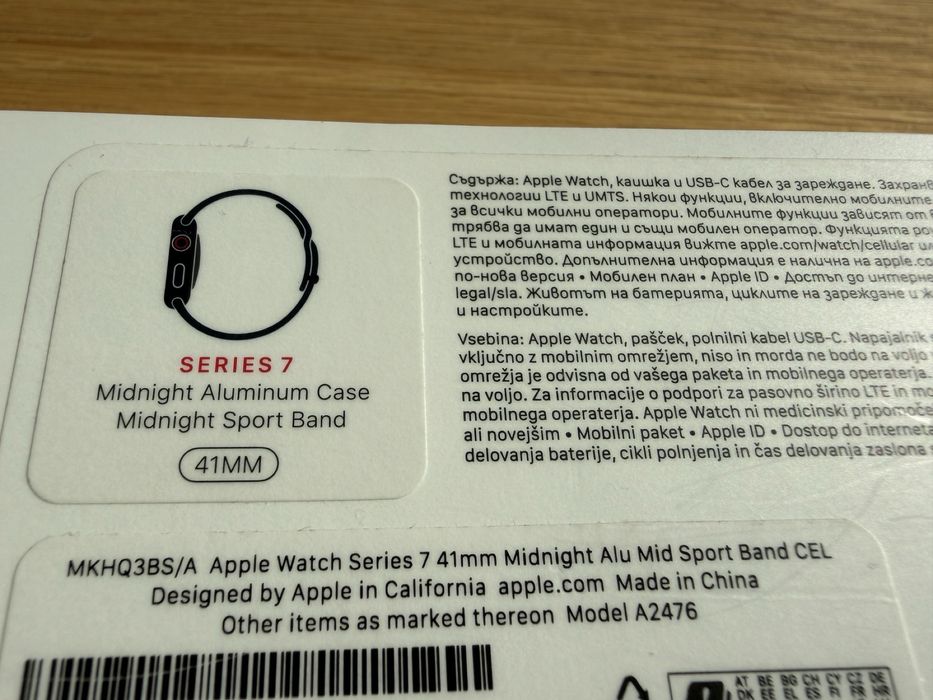 SERIES 7
Midnight Aluminum Case
Midnight Sport Band
41MM
Съдържа: Apple Watch, каишка и USB-C кабел за зареждане.
технологии LTE и UMTS. Някои функции, включително мобилните
за всички мобилни оператори. Мобилните функции зависят от
трябва да имат един и същи мобилен оператор. Функцията
LTE и мобилната информация вижте apple.com/watch/cellular
устройство. Допълнителна информация е налична на
по-нова версия • Мобилен план • Apple ID • Достъп до
legal/sla. Животът на батерията, циклите на зареждане и
и настройките.
Vsebina: Apple Watch, pašček, polnilni kabel USB-C. Napajalnik
vključno z mobilnim omrežjem, niso in morda ne bodo na voljo
omrežja je odvisna od vašega paketa in mobilnega operaterja.
na voljo. Za informacije o podpori za pasovno širino LTE in
mobilnega operaterja. Apple Watch ni medicinski
ali novejšim • Mobilni paket • Apple ID • Dostop do interneta
delovanja baterije, cikli polnjenja in čas delovanja zaslona
MKHQ3BS/A Apple Watch Series 7 41mm Midnight Alu Mid Sport Band CEL
Designed by Apple in California apple.com Made in China
Other items as marked thereon Model A2476
AT BE BG CH CY CZ DE